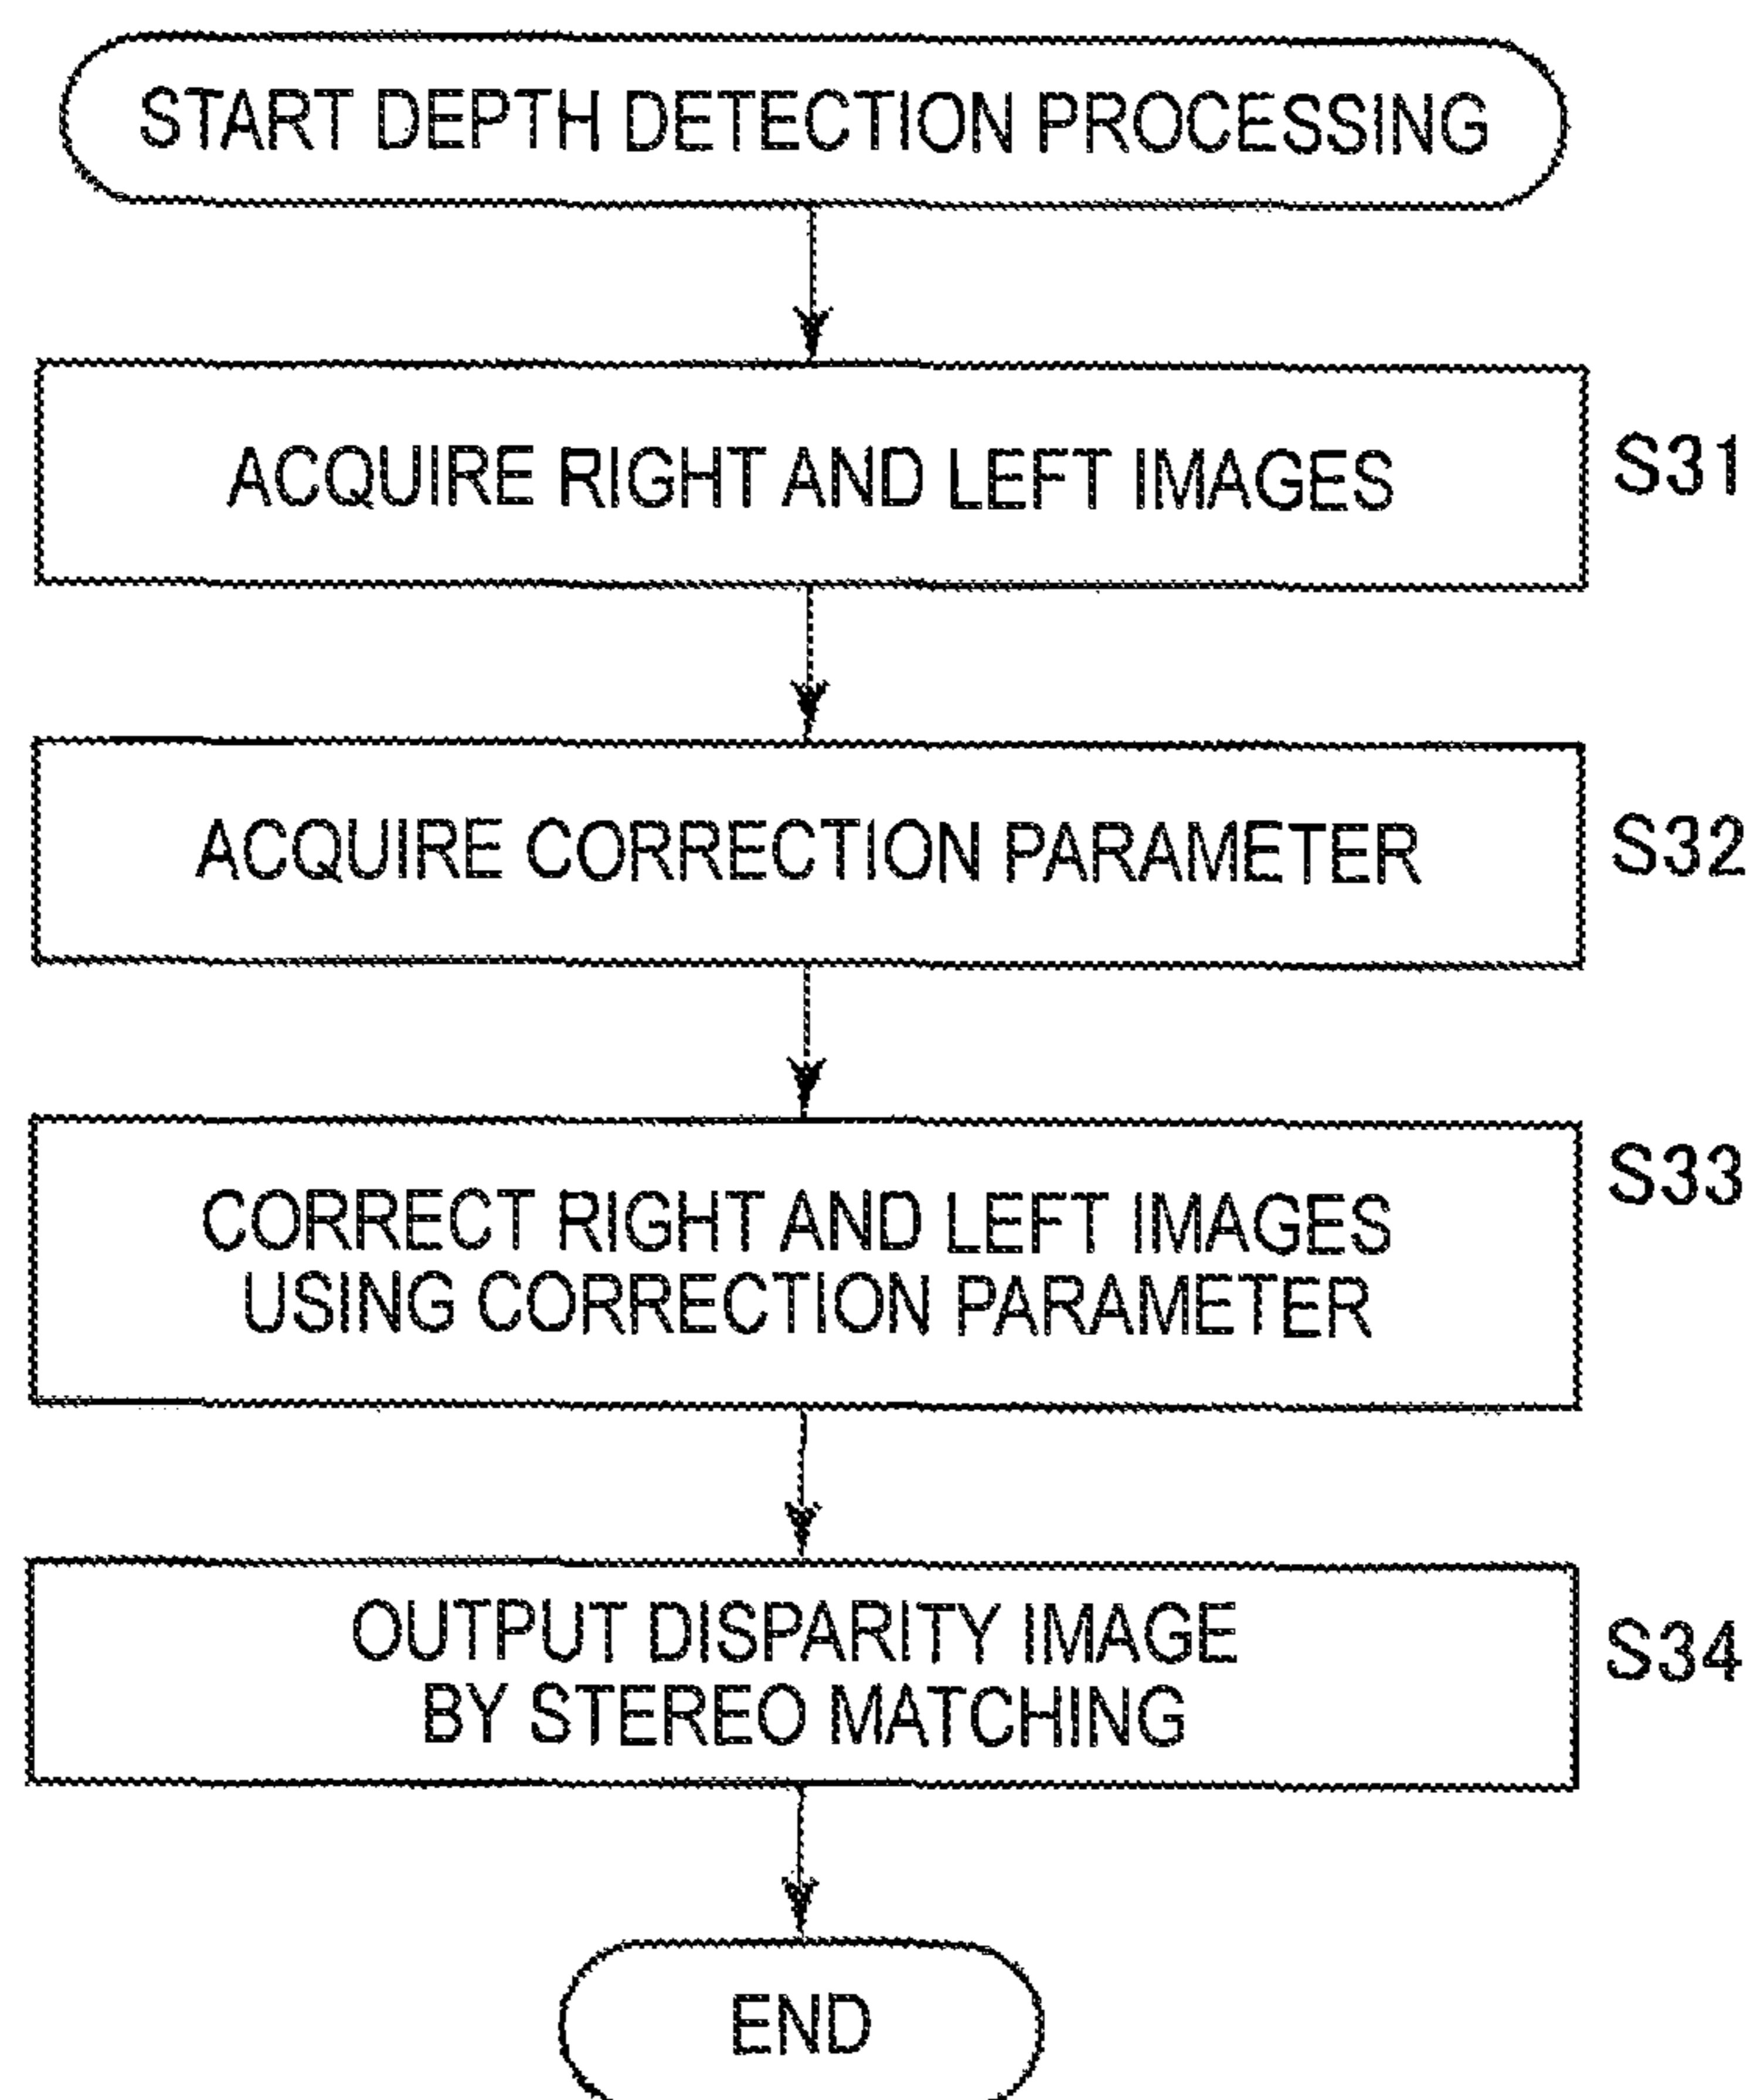 START DEPTH DETECTION PROCESSING
ACQUIRE RIGHT AND LEFT IMAGES
S31
ACQUIRE CORRECTION PARAMETER
S32
CORRECT RIGHT AND LEFT IMAGES
USING CORRECTION PARAMETER
S33
OUTPUT DISPARITY IMAGE
BY STEREO MATCHING
S34
END